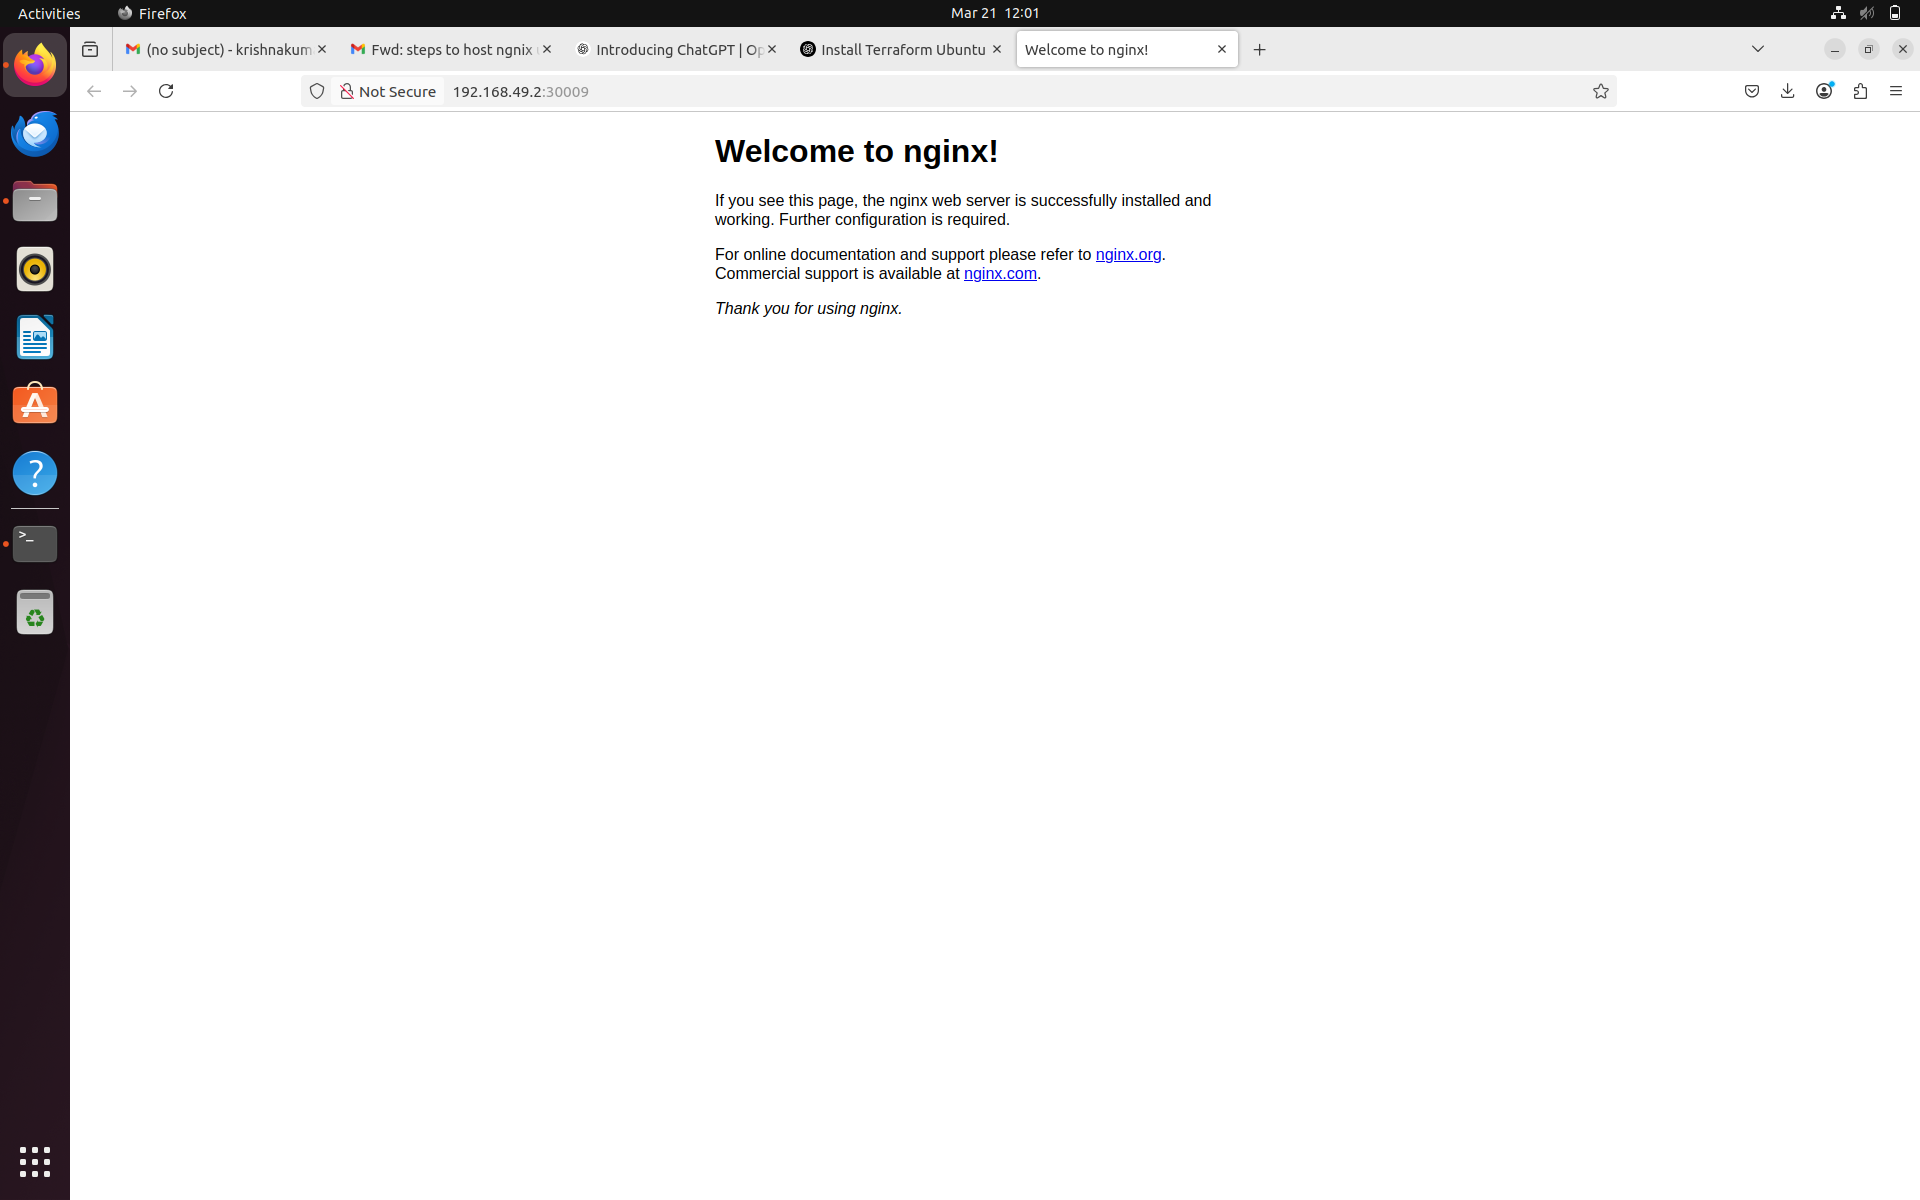 Activities
Firefox
Mar 21 12:01
(no subject) - krishnakum
Fwd: steps to host ngnix
Introducing ChatGPT | Op
Install Terraform Ubuntu
Welcome to nginx!
Not Secure
192.168.49.2:30009
Welcome to nginx!
If you see this page, the nginx web server is successfully installed and
working. Further configuration is required.
For online documentation and support please refer to nginx.org.
Commercial support is available at nginx.com.
Thank you for using nginx.